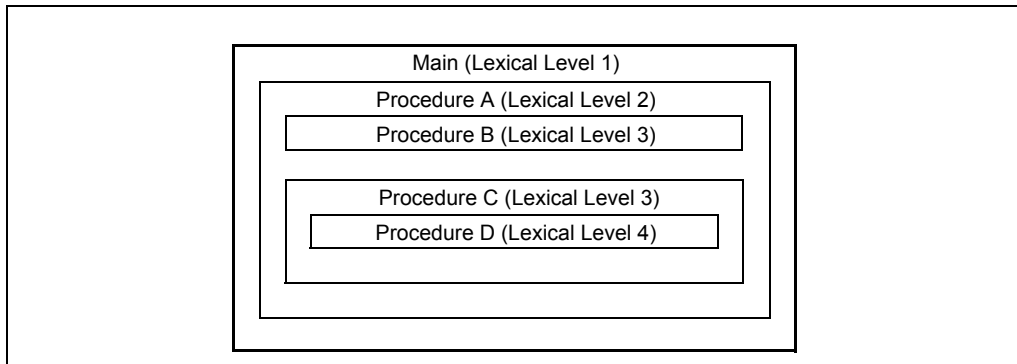 Main (Lexical Level 1)
Procedure A (Lexical Level 2)
Procedure B (Lexical Level 3)
Procedure C (Lexical Level 3)
Procedure D (Lexical Level 4)